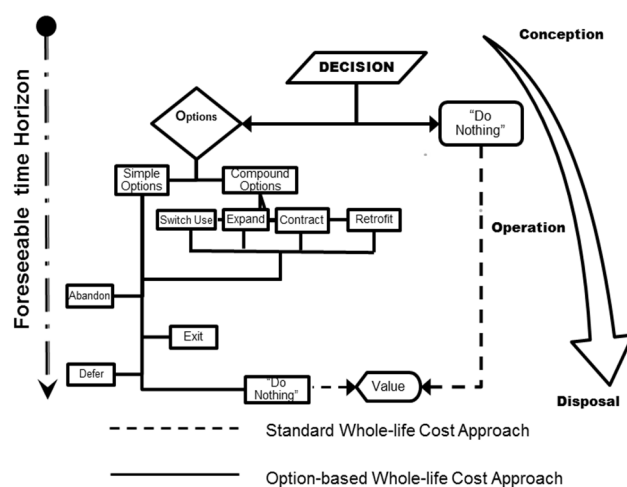 Conception
DECISION
Options
"Do
Nothing"
Simple
Options
Compound
Options
Switch Use
Expand
Contract
Retrofit
Operation
Foreseeable time Horizon
Abandon
Exit
Defer
"Do
Nothing"
Value
Disposal
Standard Whole-life Cost Approach
Option-based Whole-life Cost Approach